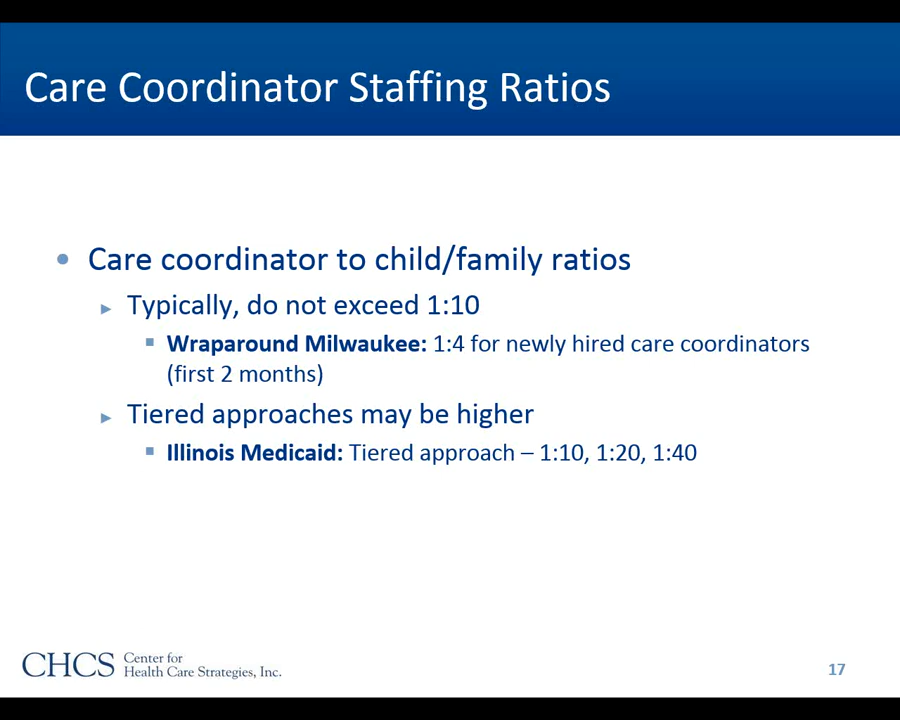 Care Coordinator Staffing Ratios
• Care coordinator to child/family ratios
► Typically, do not exceed 1:10
▪ Wraparound Milwaukee: 1:4 for newly hired care coordinators
(first 2 months)
► Tiered approaches may be higher
▪ Illinois Medicaid: Tiered approach – 1:10, 1:20, 1:40
CHCS Center for
Health Care Strategies, Inc.
17